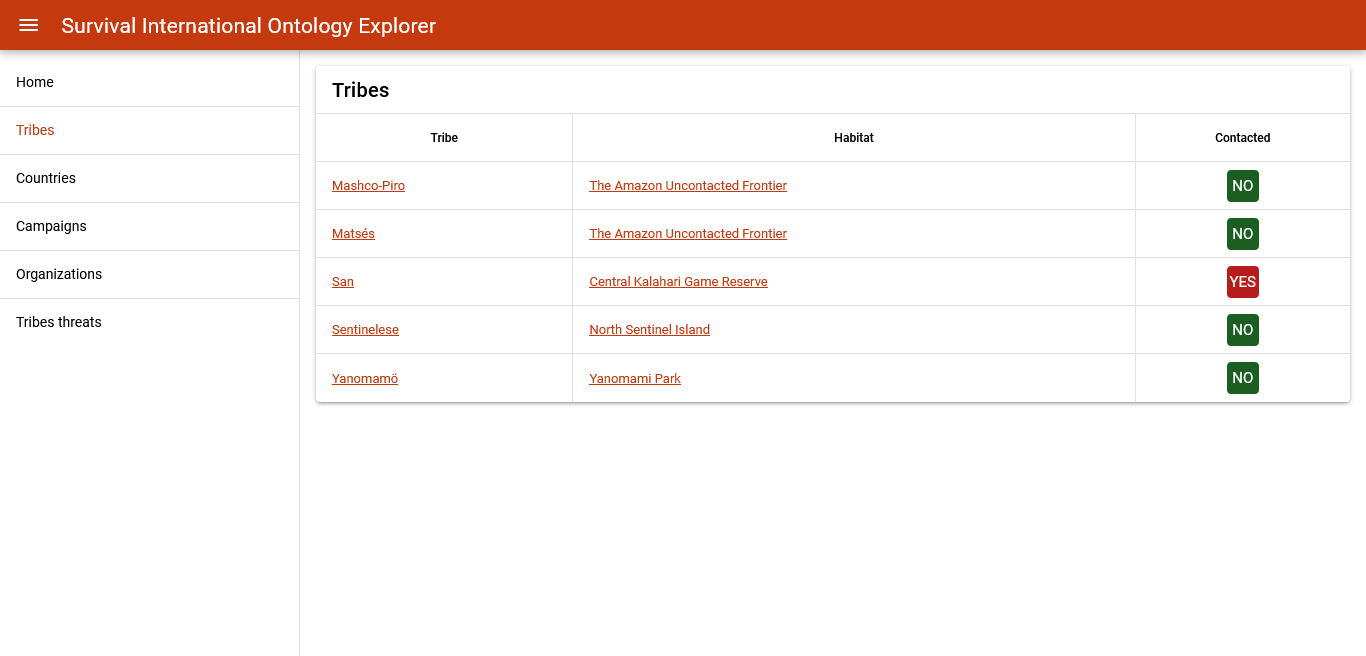 Survival International Ontology Explorer
Home
Tribes
Countries
Campaigns
Organizations
Tribes threats
Tribes
Tribe Habitat Contacted
Mashco-Piro The Amazon Uncontacted Frontier NO
Matsés The Amazon Uncontacted Frontier NO
San Central Kalahari Game Reserve YES
Sentinelese North Sentinel Island NO
Yanomamö Yanomami Park NO